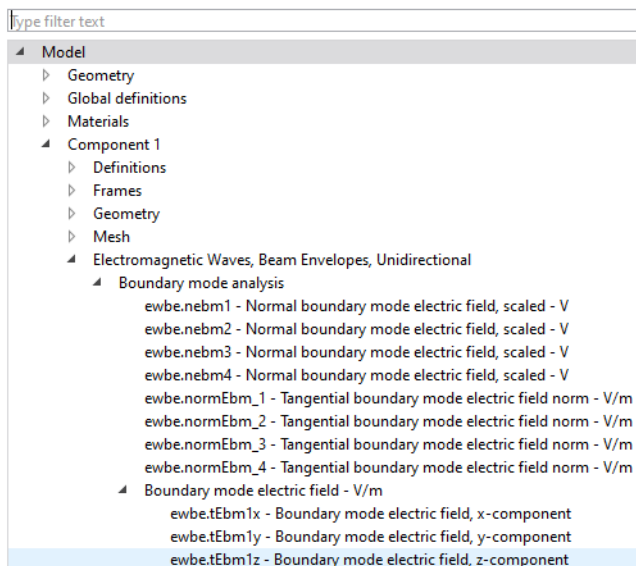 Type filter text
Model
Geometry
Global definitions
Materials
Component 1
Definitions
Frames
Geometry
Mesh
Electromagnetic Waves, Beam Envelopes, Unidirectional
Boundary mode analysis
ewbe.nebm1 - Normal boundary mode electric field, scaled - V
ewbe.nebm2 - Normal boundary mode electric field, scaled - V
ewbe.nebm3 - Normal boundary mode electric field, scaled - V
ewbe.nebm4 - Normal boundary mode electric field, scaled - V
ewbe.normEbm_1 - Tangential boundary mode electric field norm - V/m
ewbe.normEbm_2 - Tangential boundary mode electric field norm - V/m
ewbe.normEbm_3 - Tangential boundary mode electric field norm - V/m
ewbe.normEbm_4 - Tangential boundary mode electric field norm - V/m
Boundary mode electric field - V/m
ewbe.tEbm1x - Boundary mode electric field, x-component
ewbe.tEbm1y - Boundary mode electric field, y-component
ewbe.tEbm1z - Boundary mode electric field, z-component